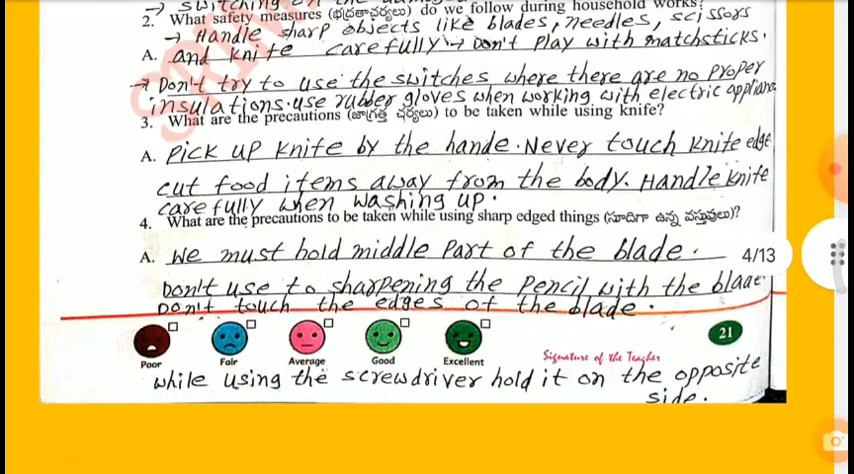 → switching on the
2. What safety measures (భద్రతాచర్యలు) do we follow during household works?
→ Handle sharp objects like blades, needles, scissors
A. and knife carefully → Don't play with matchsticks.
→ Don't try to use the switches where there are no proper
insulations. use rubber gloves when working with electric appliance
3. What are the precautions (జాగ్రత్త చర్యలు) to be taken while using knife?
A. Pick up knife by the hande. Never touch knife edge
cut food items away from the body. Handle knife
carefully when washing up.
4. What are the precautions to be taken while using sharp edged things (సూదిగా ఉన్న వస్తువులు)?
A. We must hold middle part of the blade.
4/13
Don't use to sharpening the pencil with the blade
Don't touch the edges of the blade.
21
Poor Fair Average Good Excellent Signature of the Teacher
while using the screwdriver hold it on the opposite
side.